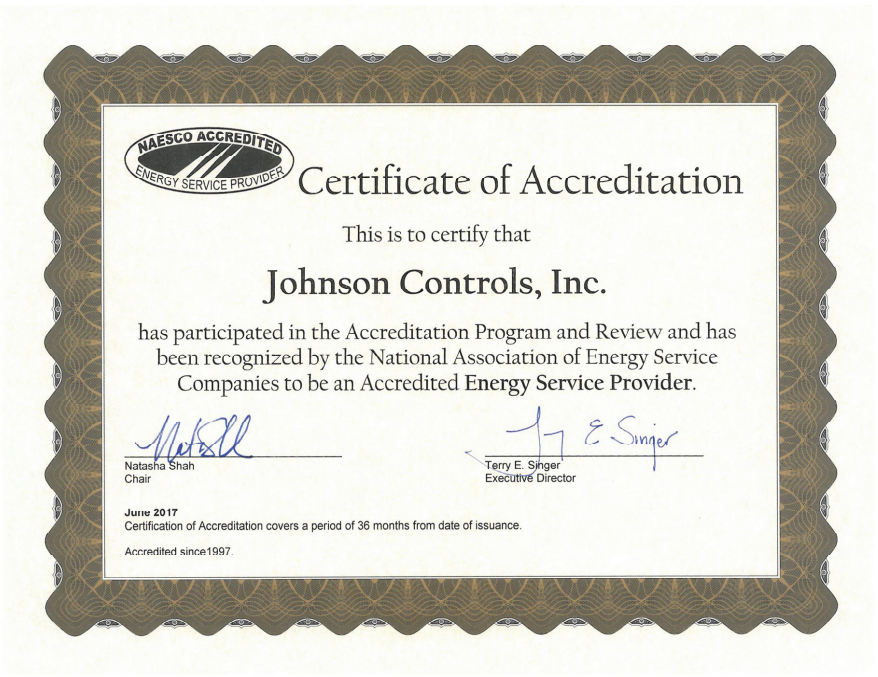 NAESCO ACCREDITED
ENERGY SERVICE PROVIDER
Certificate of Accreditation
This is to certify that
Johnson Controls, Inc.
has participated in the Accreditation Program and Review and has
been recognized by the National Association of Energy Service
Companies to be an Accredited Energy Service Provider.
Terry E Singer
Natasha Shah
Chair
Terry E. Singer
Executive Director
June 2017
Certification of Accreditation covers a period of 36 months from date of issuance.
Accredited since1997.